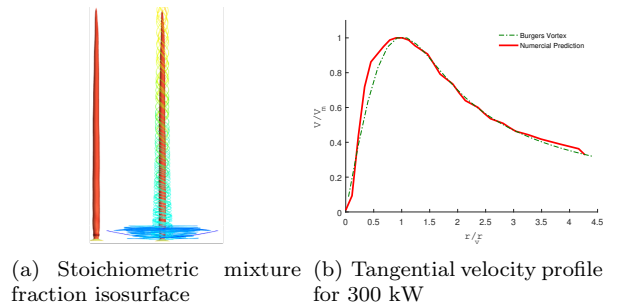 Burgers Vortex
Numercial Prediction
V/Vm
1
0.8
0.6
0.4
0.2
0
0 0.5 1 1.5 2 2.5 3 3.5 4 4.5
r/rv
(a) Stoichiometric mixture fraction isosurface
(b) Tangential velocity profile for 300 kW